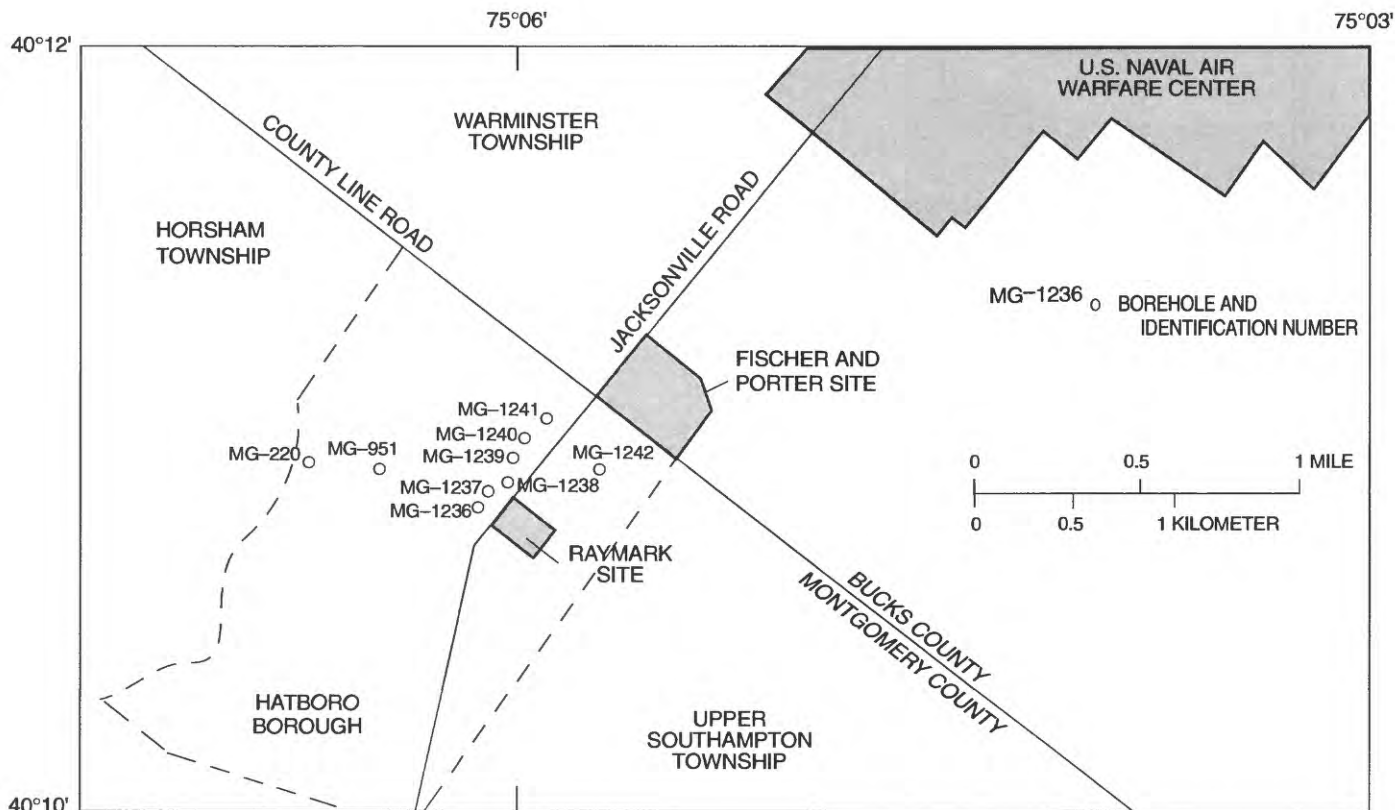 75°06'
75°03'
40°12'
U.S. NAVAL AIR
WARFARE CENTER
WARMINSTER
TOWNSHIP
COUNTY LINE ROAD
JACKSONVILLE ROAD
HORSHAM
TOWNSHIP
MG–1236
BOREHOLE AND
IDENTIFICATION NUMBER
FISCHER AND
PORTER SITE
MG–1241
MG–1240
MG–220
MG–951
MG–1239
MG–1242
MG–1237
MG–1238
MG–1236
0 0.5 1 MILE
0 0.5 1 KILOMETER
RAYMARK
SITE
BUCKS COUNTY
MONTGOMERY COUNTY
HATBORO
BOROUGH
UPPER
SOUTHAMPTON
TOWNSHIP
40°10'